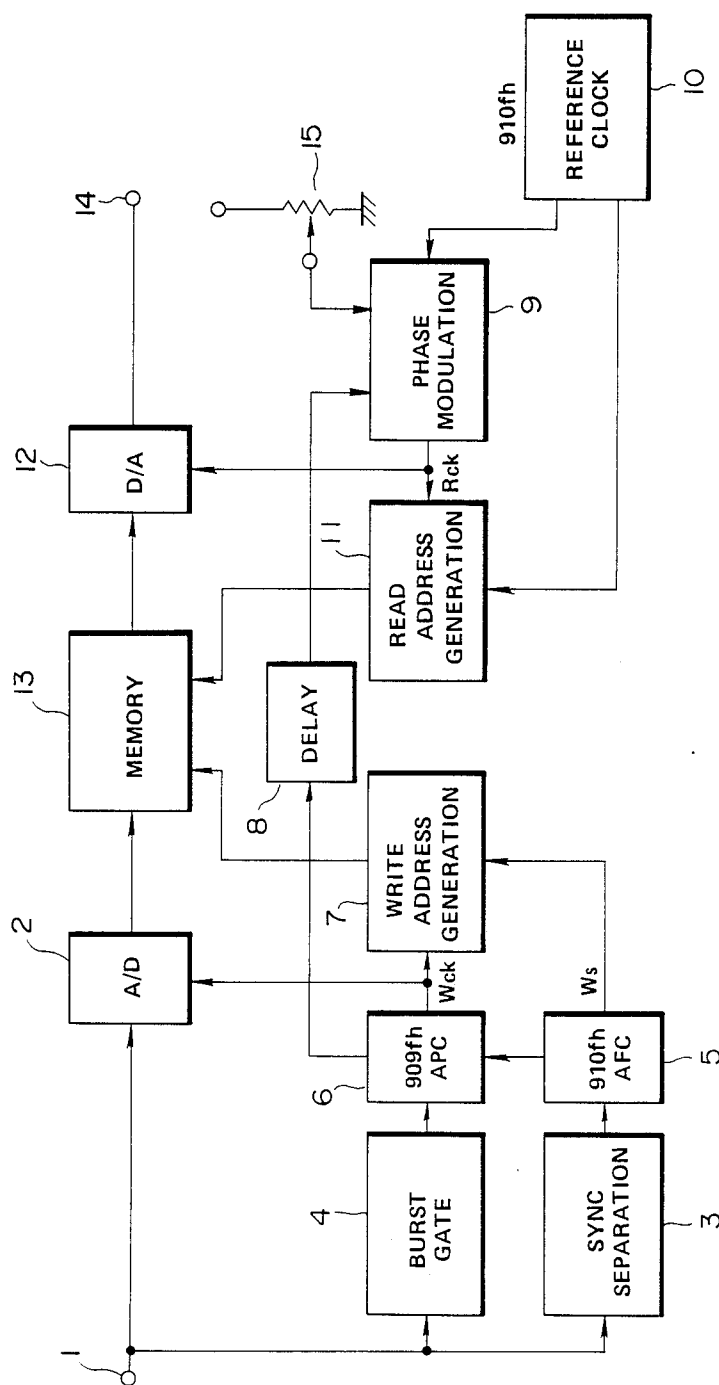 1
2
A/D
13
MEMORY
12
D/A
14
15
8
DELAY
4
BURST
GATE
6
909fh
APC
Wck
7
WRITE ADDRESS
GENERATION
11
READ ADDRESS
GENERATION
Rck
PHASE
MODULATION
9
910fh
REFERENCE
CLOCK
10
SYNC
SEPARATION
3
910fh
AFC
5
Ws